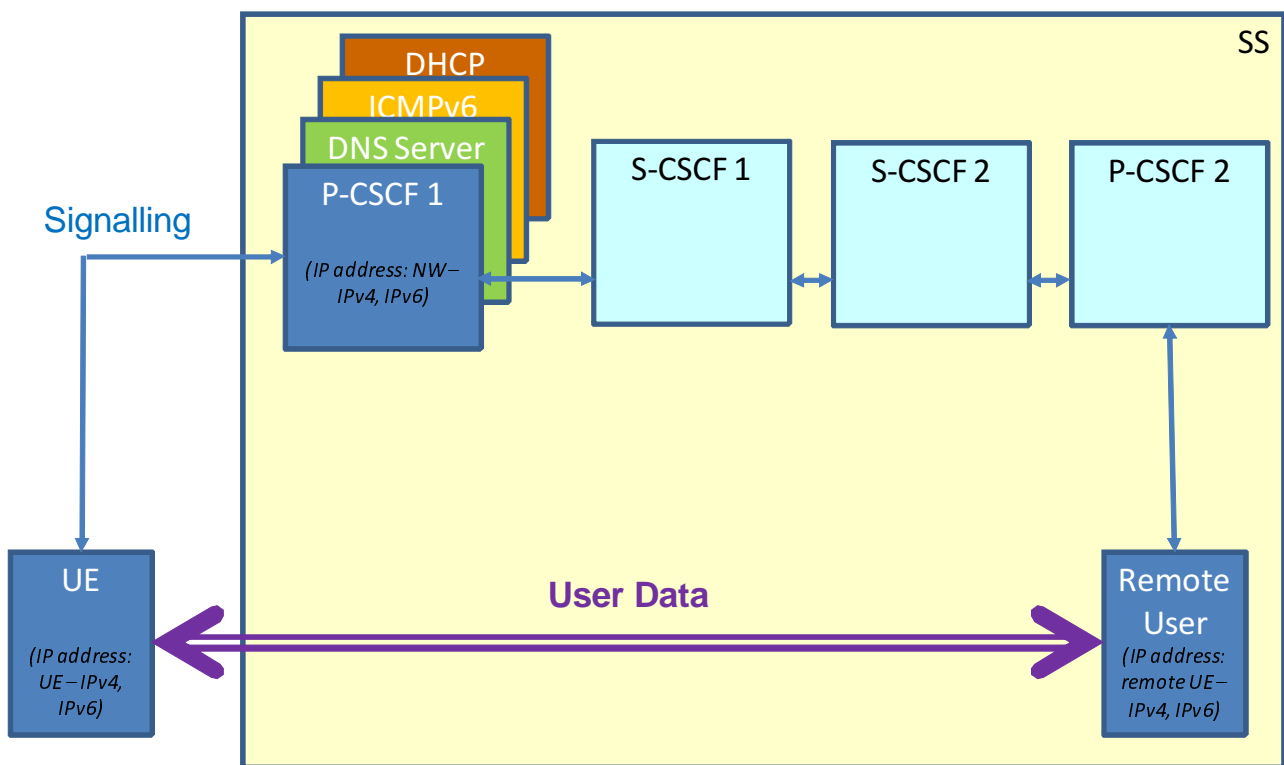 SS
DHCP
ICMPv6
DNS Server
P-CSCF 1
(IP address: NW–
IPv4, IPv6)
S-CSCF 1
S-CSCF 2
P-CSCF 2
Signalling
UE
(IP address:
UE–IPv4,
IPv6)
User Data
Remote
User
(IP address:
remote UE–
IPv4, IPv6)